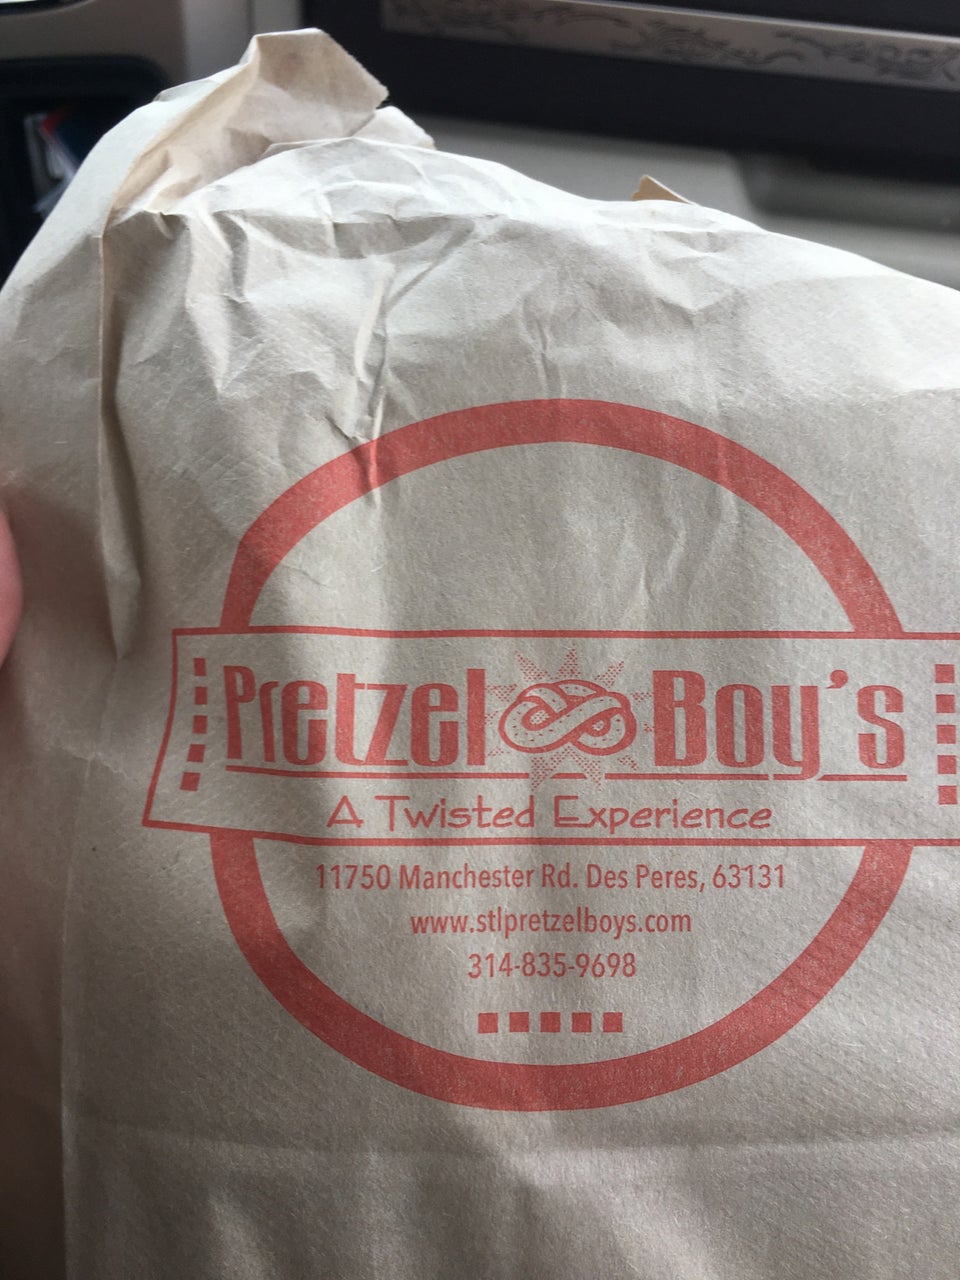 Pretzel Boy's
A Twisted Experience
11750 Manchester Rd. Des Peres, 63131
www.stlpretzelboys.com
314-835-9698